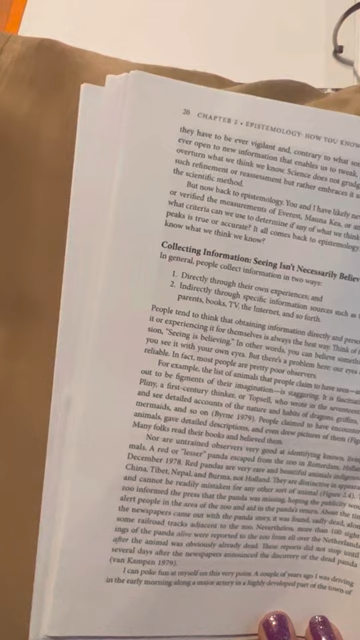 26 CHAPTER 2 • EPISTEMOLOGY: HOW YOU KNOW
they have to be ever vigilant and, contrary to what
ever open to new information that enables us to tweak,
overturn what we think we know. Science does not
such refinement or reassessment but rather embraces it
the scientific method.
But now back to epistemology. You and I have likely
or verified the measurements of Everest, Mauna Kea, or
what criteria can we use to determine if any of what we think
peaks is true or accurate? It all comes back to epistemology
know what we think we know?
Collecting Information: Seeing Isn't Necessarily
In general, people collect information in two ways:
1. Directly through their own experiences; and
2. Indirectly through specific information sources such as
parents, books, TV, the Internet, and so forth.
People tend to think that obtaining information directly and
it or experiencing it for themselves is always the best way. Think of
sion, "Seeing is believing." In other words, you can believe
you see it with your own eyes. But there's a problem here: our eyes
reliable. In fact, most people are pretty poor observers.
For example, the list of animals that people claim to have
out to be figments of their imagination—is staggering. It is
Pliny, a first-century thinker, or Topsell, who wrote in the
and see detailed accounts of the nature and habits of dragons, griffins,
mermaids, and so on (Byrne 1979). People claimed to have
animals, gave detailed descriptions, and even drew pictures of them
Many folks read their books and believed them.
Nor are untrained observers very good at identifying known,
mals. A red or "lesser" panda escaped from the zoo in Rotterdam,
December 1978. Red pandas are very rare and beautiful animals
China, Tibet, Nepal, and Burma, not Holland. They are distinctive in
and cannot be readily mistaken for any other sort of animal
zoo informed the press that the panda was missing, hoping the publicity would
alert people in the area of the zoo and aid in the panda's return. About the time
the newspapers came out with the panda story, it was found, sadly dead, along
some railroad tracks adjacent to the zoo. Nevertheless, more than 100
ings of the panda alive were reported to the zoo from all over the Netherlands
after the animal was obviously already dead. These reports did not stop until
several days after the newspapers announced the discovery of the dead panda
(van Kampen 1979).
I can poke fun at myself on this very point. A couple of years ago I was driving
in the early morning along a major artery in a highly developed part of the town of